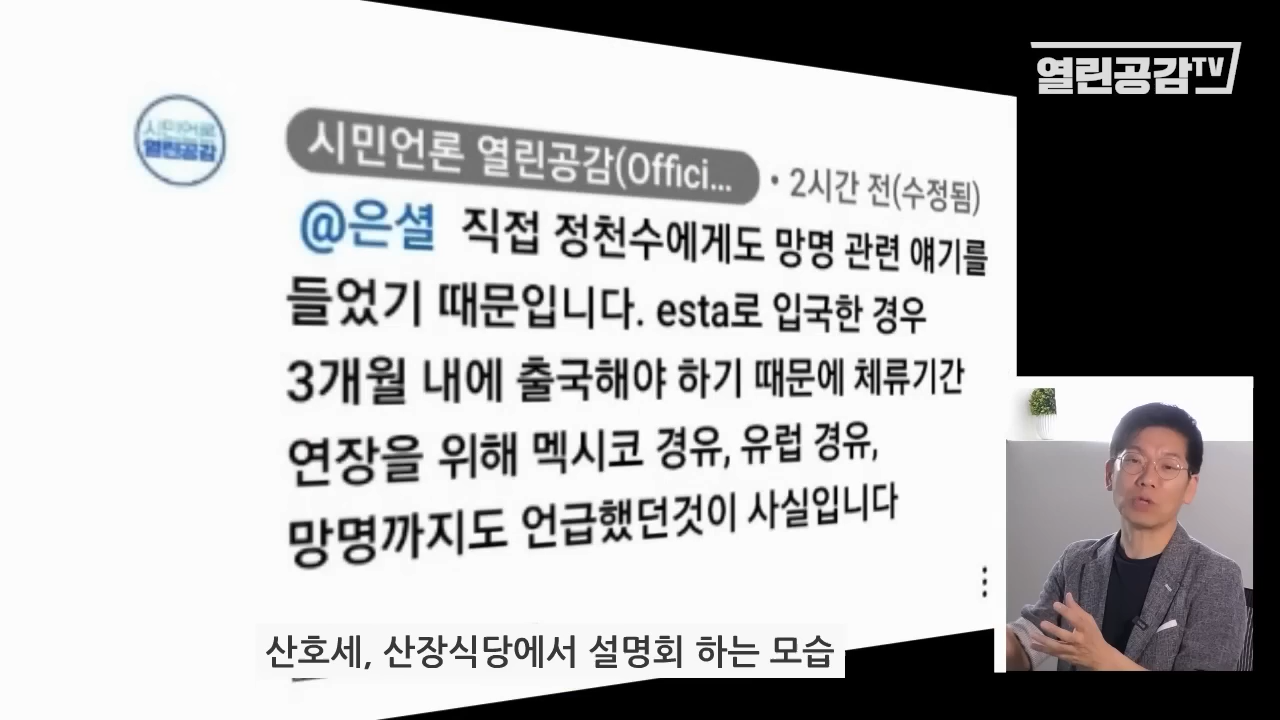 열린공감TV
시민언론
열린공감
시민언론 열린공감(Offici... • 2시간 전(수정됨)
@은셜 직접 정천수에게도 망명 관련 얘기를
들었기 때문입니다. esta로 입국한 경우
3개월 내에 출국해야 하기 때문에 체류기간
연장을 위해 멕시코 경유, 유럽 경유,
망명까지도 언급했던것이 사실입니다
산호세, 산장식당에서 설명회 하는 모습